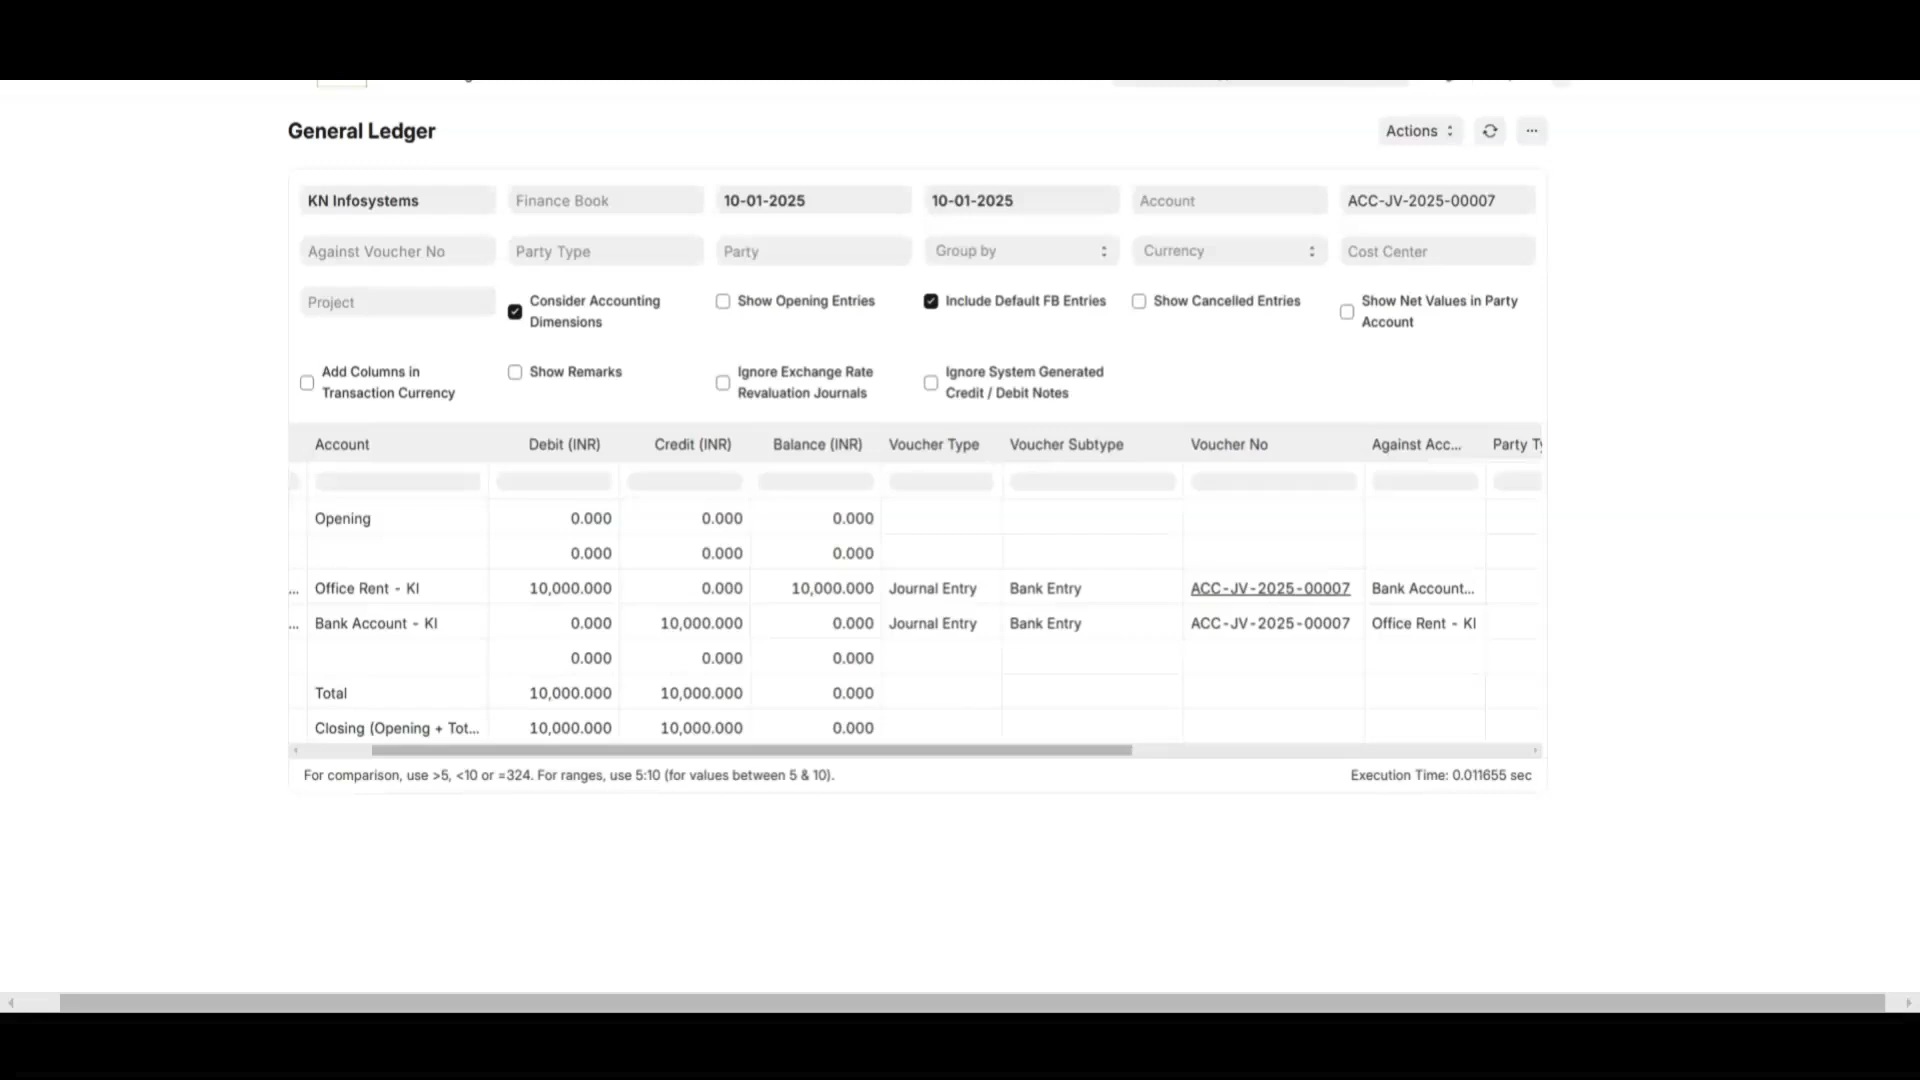 General Ledger
Actions
KN Infosystems Finance Book 10-01-2025 10-01-2025 Account ACC-JV-2025-00007
Against Voucher No Party Type Party Group by Currency Cost Center
Project
Consider Accounting Dimensions
Show Opening Entries
Include Default FB Entries
Show Cancelled Entries
Show Net Values in Party Account
Add Columns in Transaction Currency
Show Remarks
Ignore Exchange Rate Revaluation Journals
Ignore System Generated Credit / Debit Notes
Account Debit (INR) Credit (INR) Balance (INR) Voucher Type Voucher Subtype Voucher No Against Acc... Party
Opening 0.000 0.000 0.000
0.000 0.000 0.000
... Office Rent - KI 10,000.000 0.000 10,000.000 Journal Entry Bank Entry ACC-JV-2025-00007 Bank Account...
... Bank Account - KI 0.000 10,000.000 0.000 Journal Entry Bank Entry ACC-JV-2025-00007 Office Rent - KI
0.000 0.000 0.000
Total 10,000.000 10,000.000 0.000
Closing (Opening + Tot... 10,000.000 10,000.000 0.000
For comparison, use >5, <10 or =324. For ranges, use 5:10 (for values between 5 & 10). Execution Time: 0.011655 sec